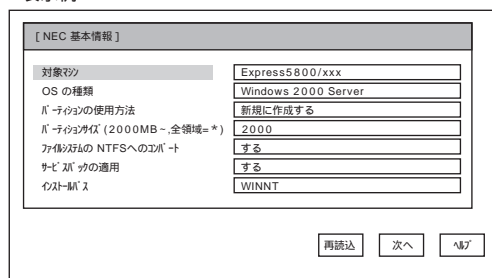 [ NEC 基本情報 ]
対象ﾏｼﾝ Express5800/xxx
OS の種類 Windows 2000 Server
ﾊﾟｰﾃｨｼｮﾝの使用方法 新規に作成する
ﾊﾟｰﾃｨｼｮﾝｻｲｽﾞ(2000MB~,全領域=*) 2000
ﾌｧｲﾙｼｽﾃﾑの NTFSへのｺﾝﾊﾞｰﾄ する
ｻｰﾋﾞｽﾊﾟｯｸの適用 する
ｲﾝｽﾄｰﾙﾊﾟｽ WINNT
再読込 次へ ﾍﾙﾌﾟ